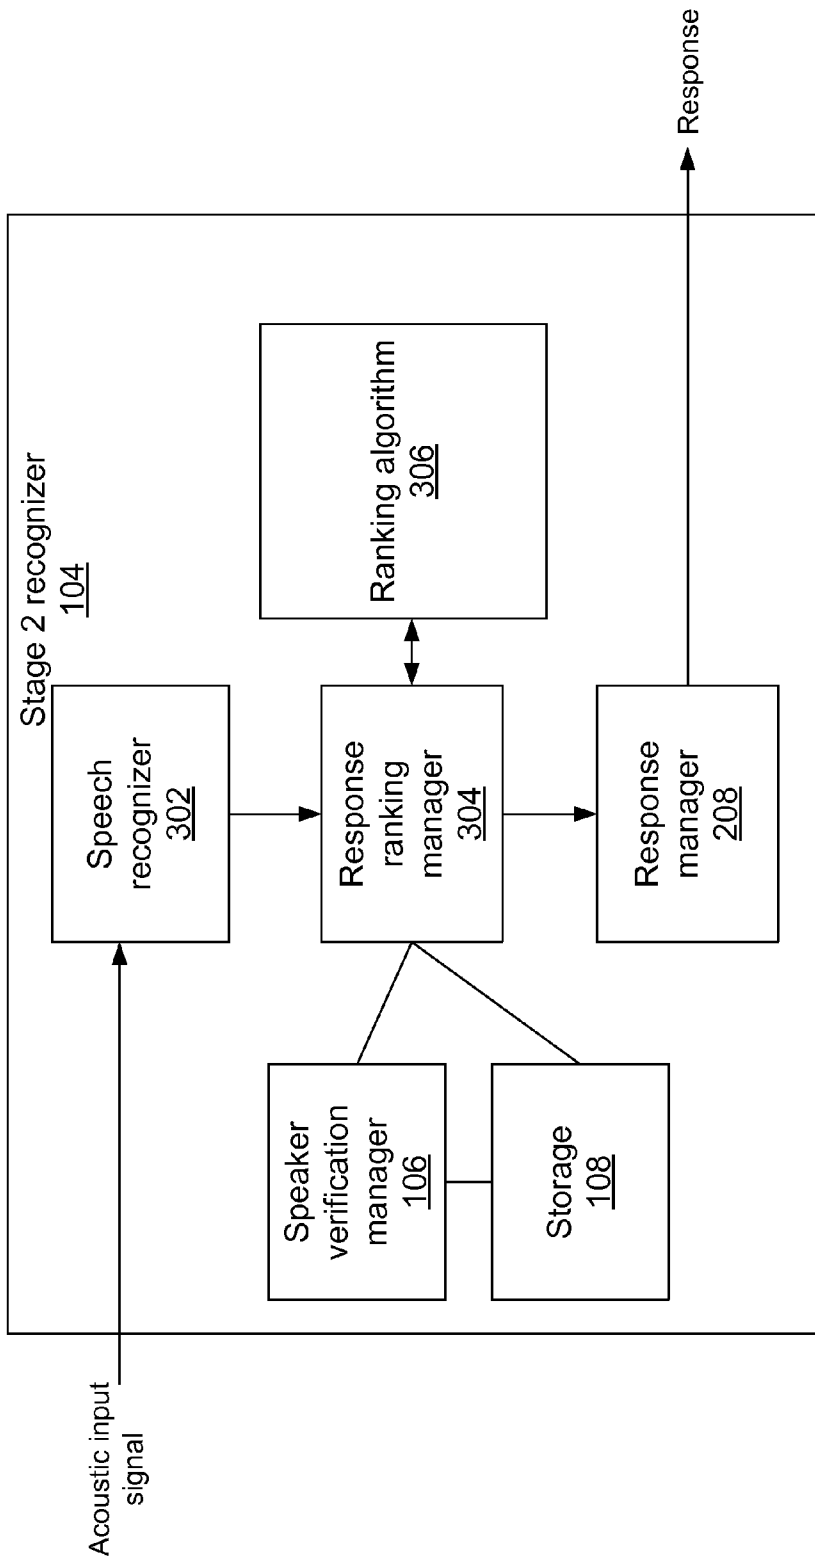 Stage 2 recognizer
104
Acoustic input
signal
Speech
recognizer
302
Speaker
verification
manager
106
Storage
108
Response
ranking
manager
304
Ranking algorithm
306
Response
manager
208
Response